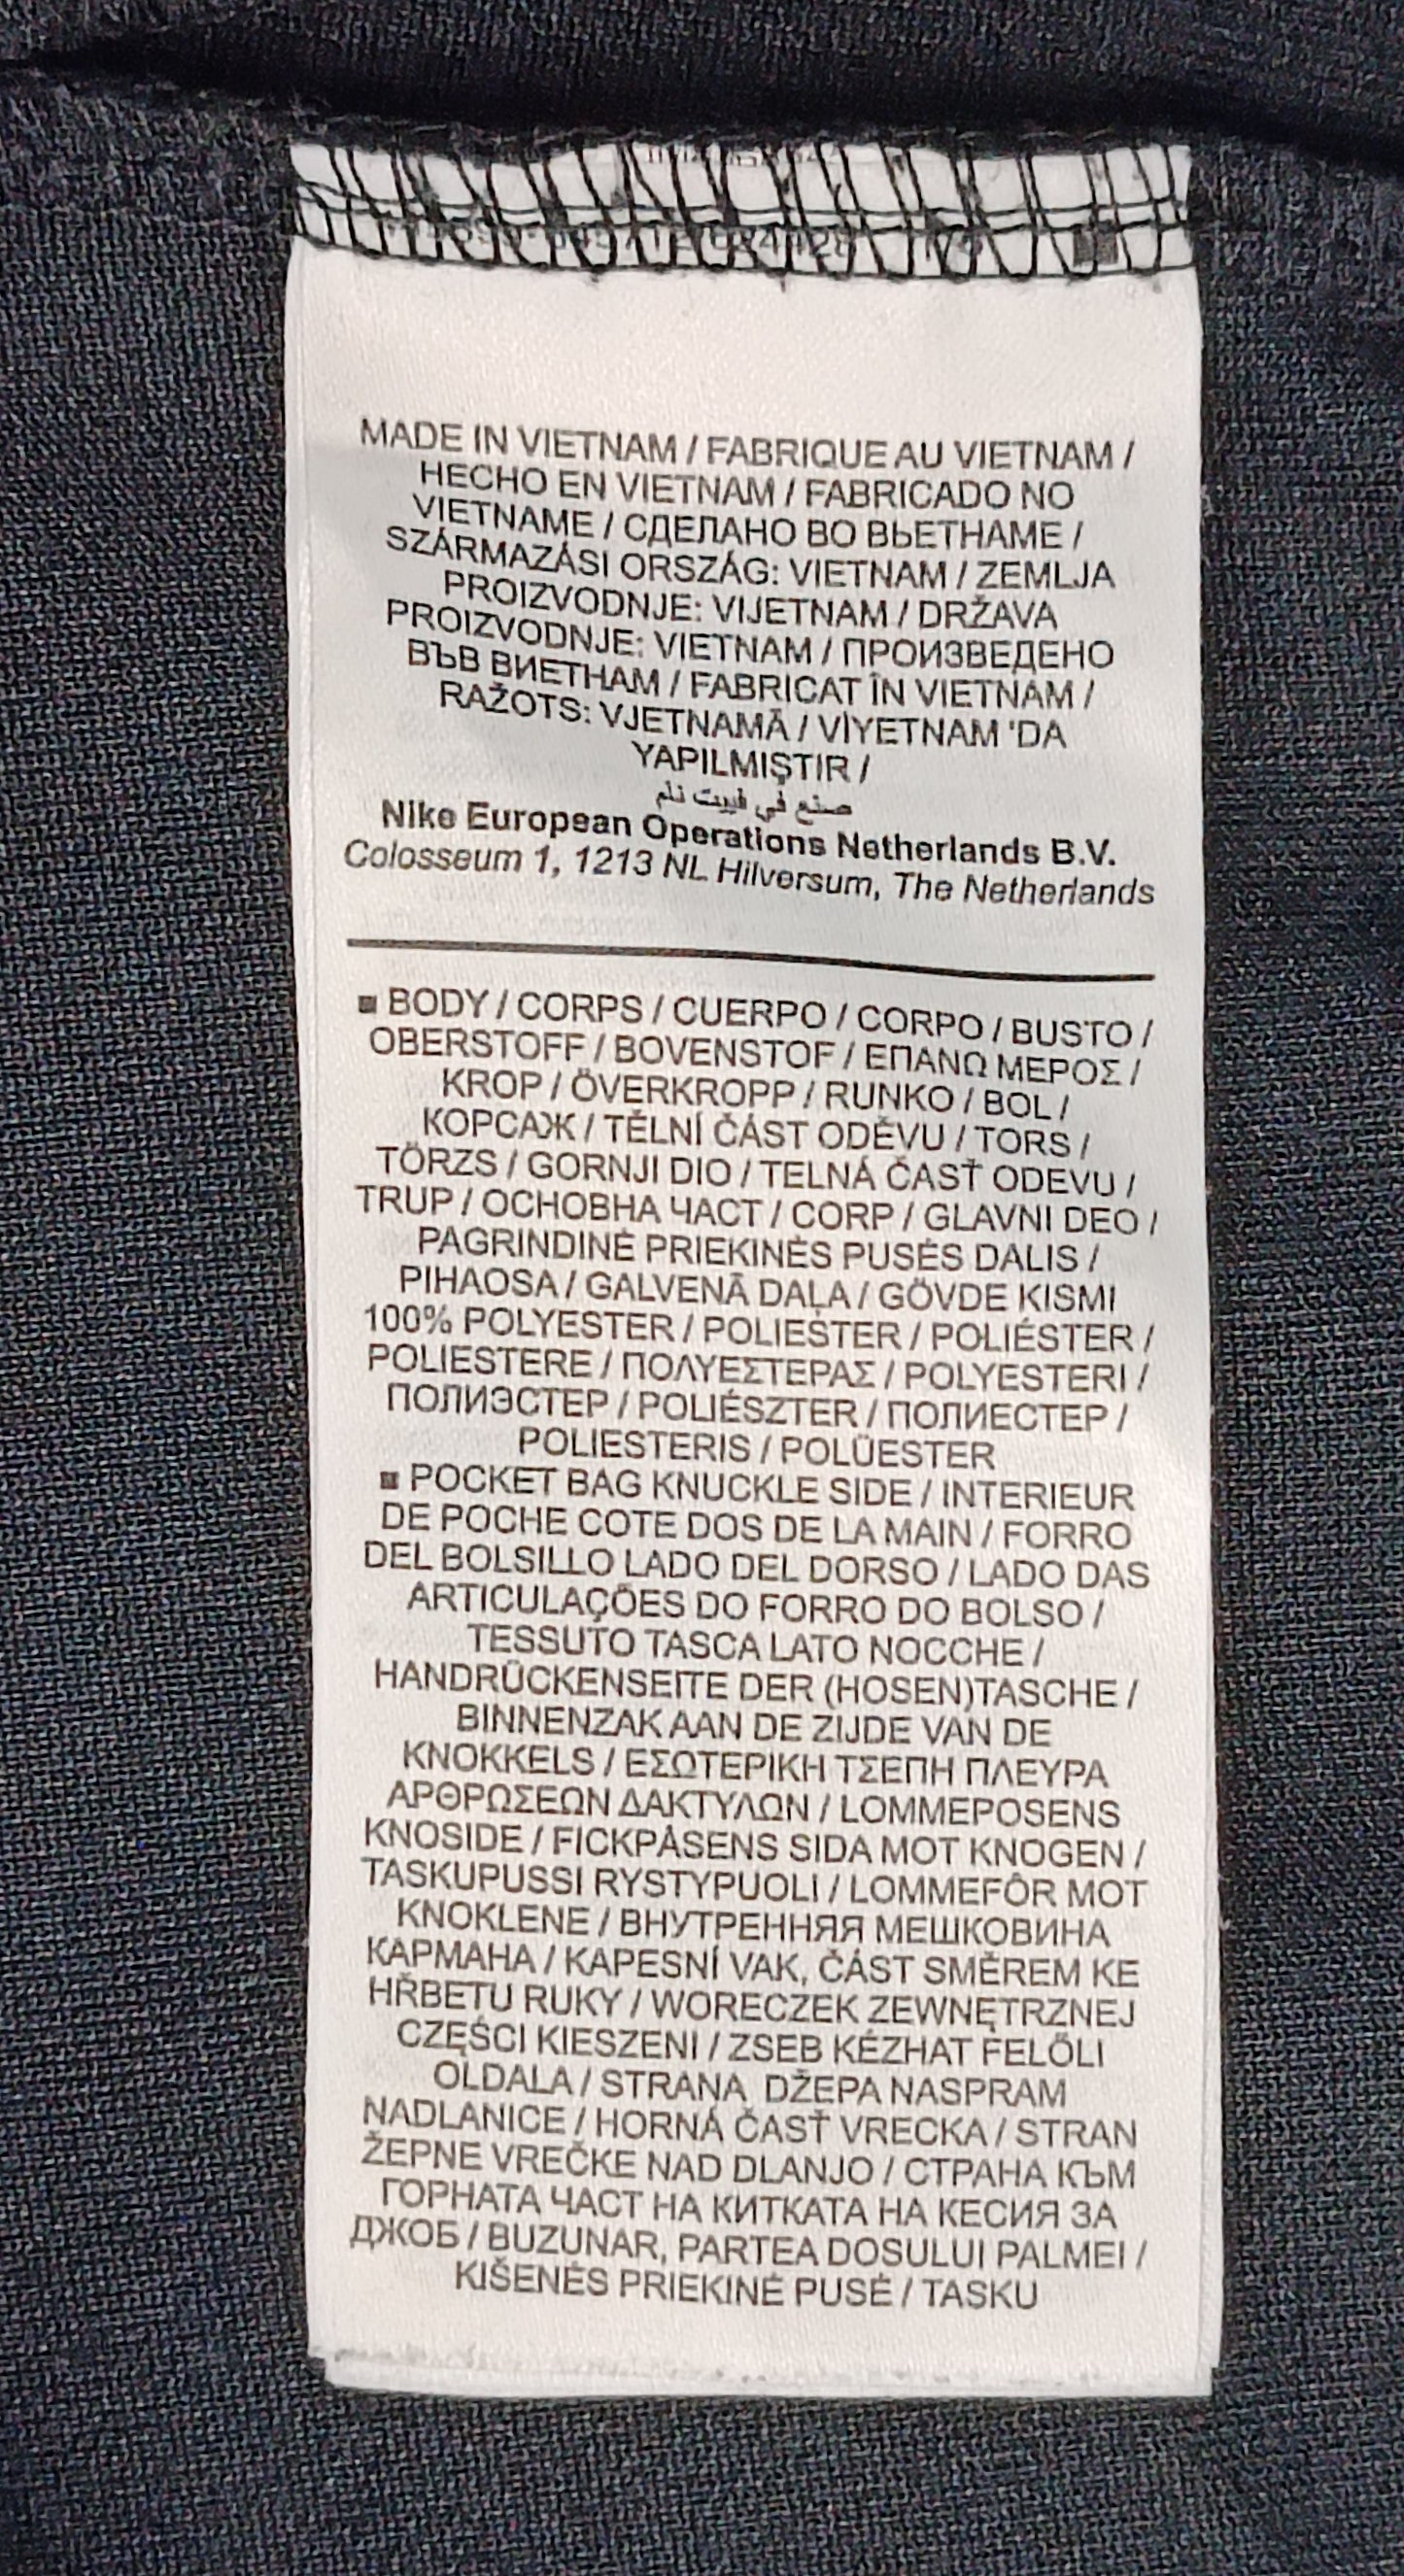 MADE IN VIETNAM / FABRIQUE AU VIETNAM /
HECHO EN VIETNAM / FABRICADO NO
VIETNAME / СДЕЛАНО ВО ВЬЕТНАМЕ /
SZÁRMAZÁSI ORSZÁG: VIETNAM / ZEMLJA
PROIZVODNJE: VIJETNAM / DRŽAVA
PROIZVODNJE: VIETNAM / ПРОИЗВЕДЕНО
ВЪВ ВИЕТНАМ / FABRICAT ÎN VIETNAM /
RAŽOTS: VJETNAMĀ / VİYETNAM 'DA
YAPILMIŞTIR /
صنع في فييت نام
Nike European Operations Netherlands B.V.
Colosseum 1, 1213 NL Hilversum, The Netherlands
■ BODY / CORPS / CUERPO / CORPO / BUSTO /
OBERSTOFF / BOVENSTOF / ΕΠΑΝΩ ΜΕΡΟΣ /
KROP / ÖVERKROPP / RUNKO / BOL /
КОРСАЖ / TĚLNÍ ČÁST ODĚVU / TORS /
TÖRZS / GORNJI DIO / TELNÁ ČASŤ ODEVU /
TRUP / ОСНОВНА ЧАСТ / CORP / GLAVNI DEO /
PAGRINDINĖ PRIEKINĖS PUSĖS DALIS /
PIHAOSA / GALVENĀ DAĻA / GÖVDE KISMI
100% POLYESTER / POLIESTER / POLIÉSTER /
POLIESTERE / ΠΟΛΥΕΣΤΕΡΑΣ / POLYESTERI /
ПОЛИЭСТЕР / POLIÉSZTER / ПОЛИЕСТЕР /
POLIESTERIS / POLÜESTER
■ POCKET BAG KNUCKLE SIDE / INTERIEUR
DE POCHE COTE DOS DE LA MAIN / FORRO
DEL BOLSILLO LADO DEL DORSO / LADO DAS
ARTICULAÇÕES DO FORRO DO BOLSO /
TESSUTO TASCA LATO NOCCHE /
HANDRÜCKENSEITE DER (HOSEN)TASCHE /
BINNENZAK AAN DE ZIJDE VAN DE
KNOKKELS / ΕΣΩΤΕΡΙΚΗ ΤΣΕΠΗ ΠΛΕΥΡΑ
ΑΡΘΡΩΣΕΩΝ ΔΑΚΤΥΛΩΝ / LOMMEPOSENS
KNOSIDE / FICKPÅSENS SIDA MOT KNOGEN /
TASKUPUSSI RYSTYPUOLI / LOMMEFÔR MOT
KNOKLENE / ВНУТРЕННЯЯ МЕШКОВИНА
КАРМАНА / KAPESNÍ VAK, ČÁST SMĚREM KE
HŘBETU RUKY / WORECZEK ZEWNĘTRZNEJ
CZĘŚCI KIESZENI / ZSEB KÉZHAT FELŐLI
OLDALA / STRANA DŽEPA NASPRAM
NADLANICE / HORNÁ ČASŤ VRECKA / STRAN
ŽEPNE VREČKE NAD DLANJO / СТРАНА КЪМ
ГОРНАТА ЧАСТ НА КИТКАТА НА КЕСИЯ ЗА
ДЖОБ / BUZUNAR, PARTEA DOSULUI PALMEI /
KIŠENĖS PRIEKINĖ PUSĖ / TASKU